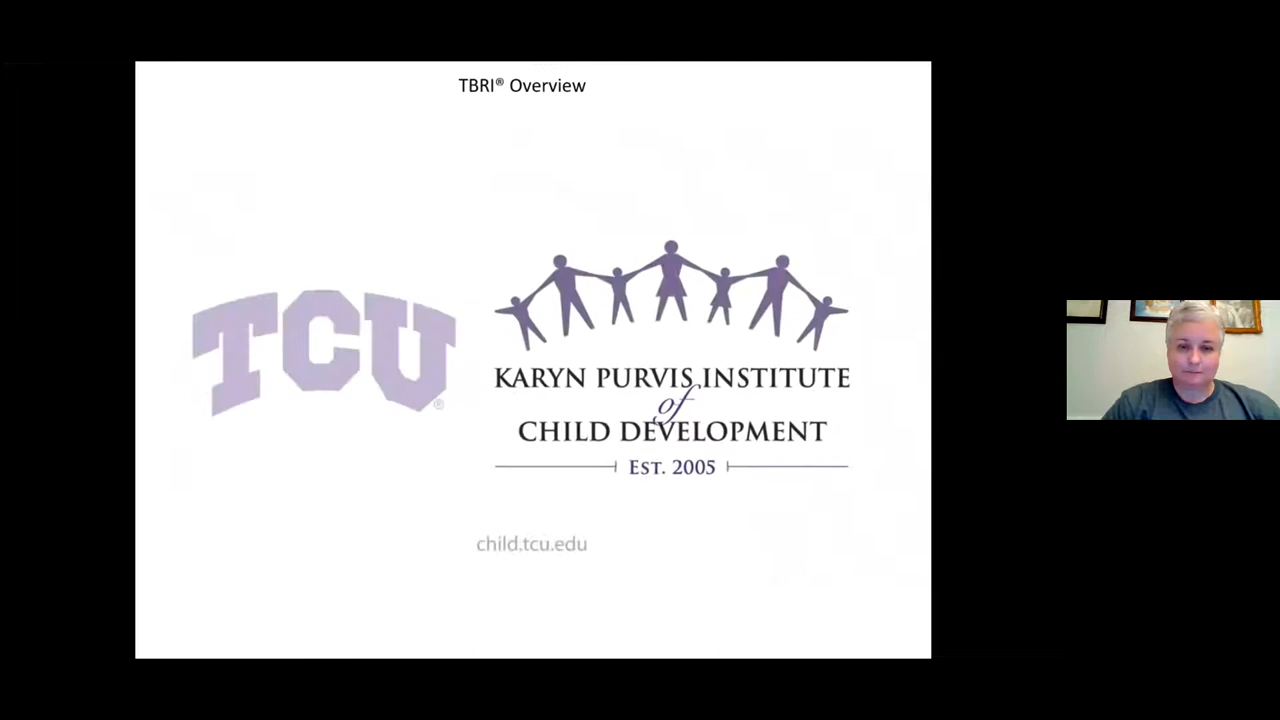 TBRI® Overview
TCU®
KARYN PURVIS INSTITUTE
of
CHILD DEVELOPMENT
EST. 2005
child.tcu.edu